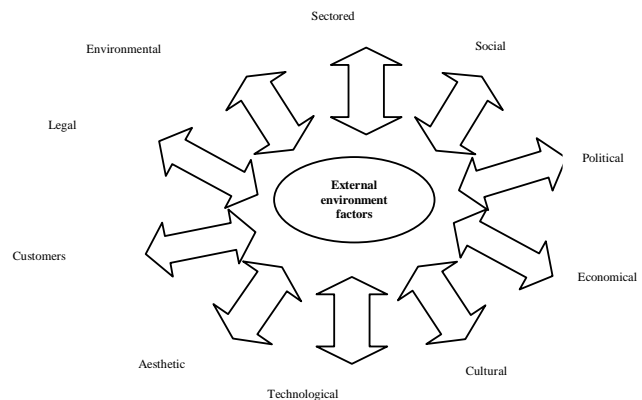 Sectored
Environmental
Social
Legal
Political
External
environment
factors
Customers
Economical
Aesthetic
Cultural
Technological